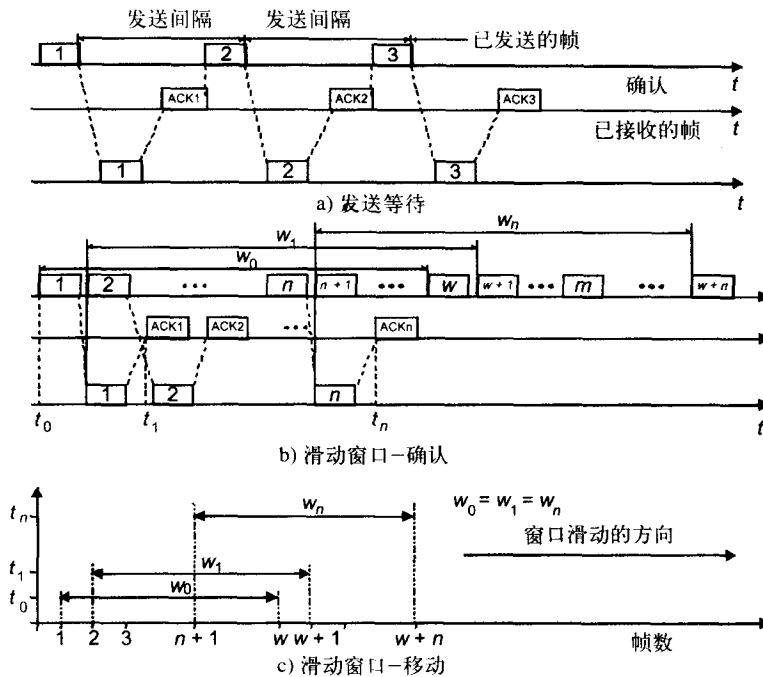 发送间隔 发送间隔
1 2 3 已发送的帧
确认 t
ACK1 ACK2 ACK3
已接收的帧 t
1 2 3
a) 发送等待 t
wn
w1
w0
1 2 ··· n n+1 ••• w w+1 ••• m ••• w+n
ACK1 ACK2 ··· ACKn
1 2 n
t0 t1 tn t
b) 滑动窗口-确认
tn wn w0 = w1 = wn
窗口滑动的方向
t1 w1
t0 w0
1 2 3 n+1 w w+1 w+n 帧数
c) 滑动窗口-移动